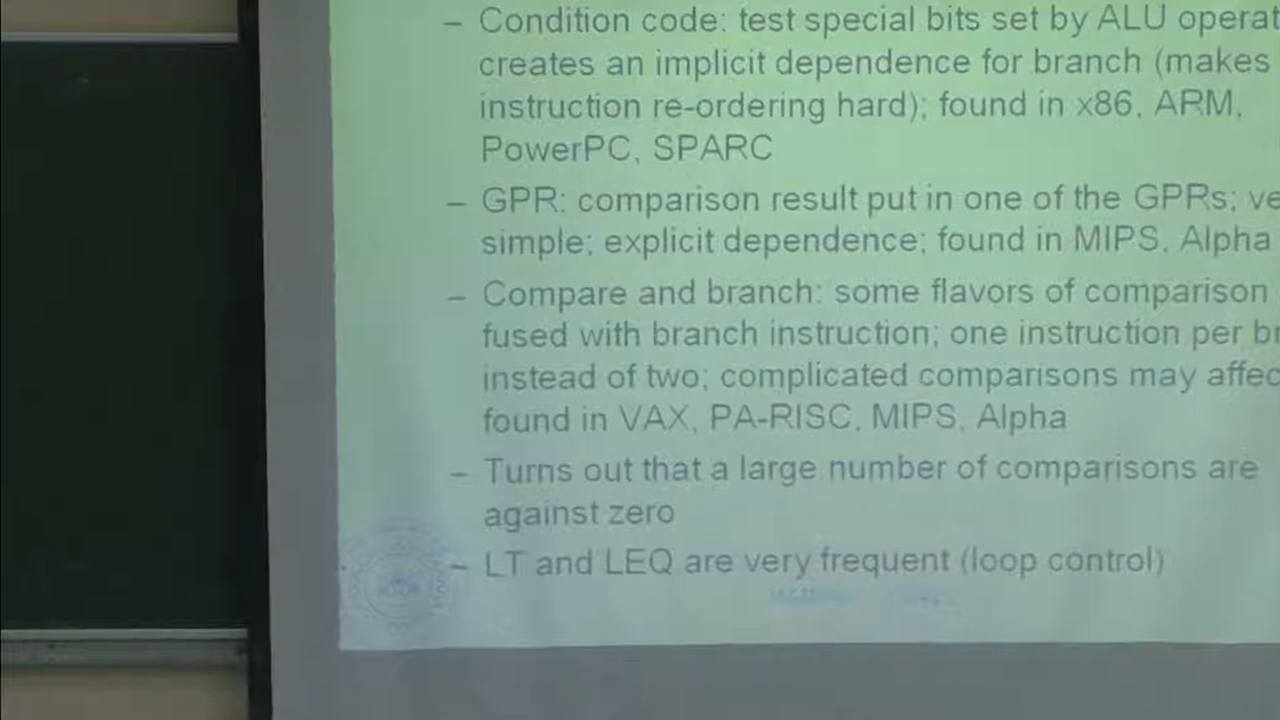 – Condition code: test special bits set by ALU
creates an implicit dependence for branch (makes
instruction re-ordering hard); found in x86, ARM,
PowerPC, SPARC
– GPR: comparison result put in one of the GPRs;
simple; explicit dependence; found in MIPS, Alpha
– Compare and branch: some flavors of comparison
fused with branch instruction; one instruction per
instead of two; complicated comparisons may
found in VAX, PA-RISC, MIPS, Alpha
– Turns out that a large number of comparisons are
against zero
– LT and LEQ are very frequent (loop control)